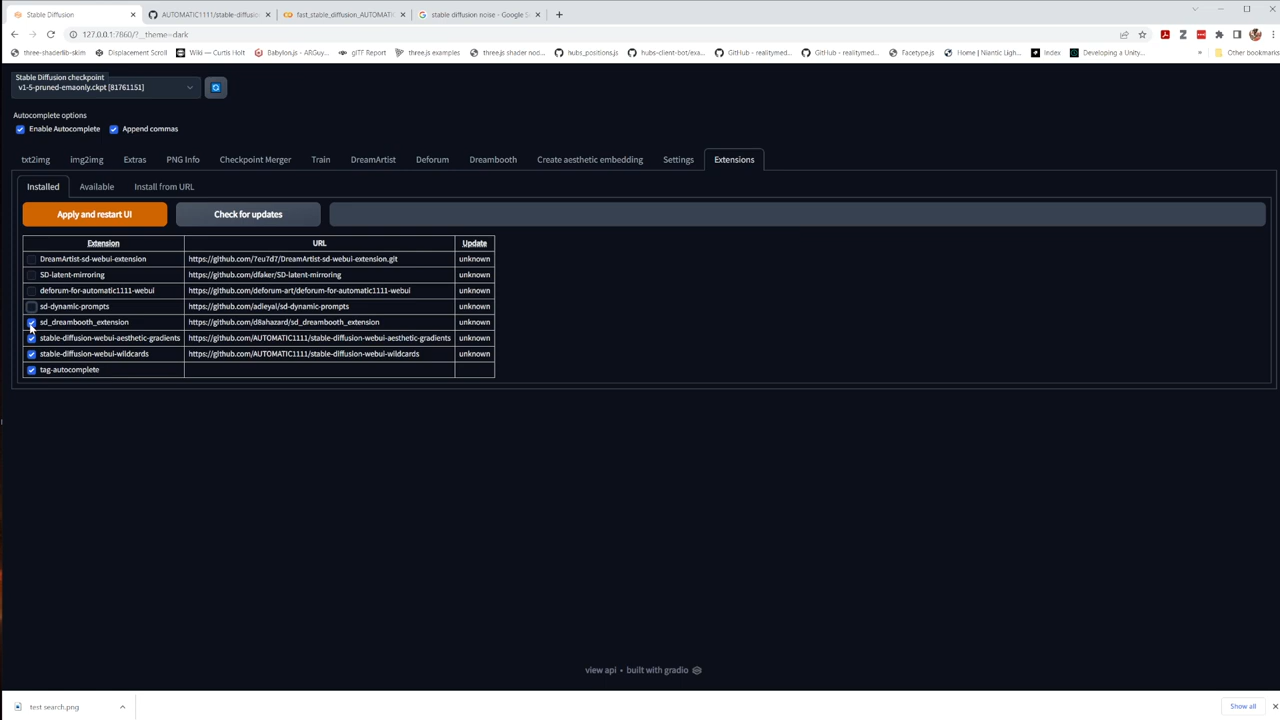 Stable Diffusion
AUTOMATIC1111/stable-diffusio
fast_stable_diffusion_AUTOMATI
stable diffusion noise - Google S
127.0.0.1:7860/?__theme=dark
three-shaderlib-skim
Displacement Scroll
Wiki — Curtis Holt
Babylon.js - ARGuy...
glTF Report
three.js examples
three.js shader nod...
hubs_positions.js
hubs-client-bot/exa...
GitHub - realitymed...
GitHub - realitymed...
Facetype.js
Home | Niantic Ligh...
Index
Developing a Unity...
»
Other bookmarks
Stable Diffusion checkpoint
v1-5-pruned-emaonly.ckpt [81761151]
Autocomplete options
Enable Autocomplete
Append commas
txt2img
img2img
Extras
PNG Info
Checkpoint Merger
Train
DreamArtist
Deforum
Dreambooth
Create aesthetic embedding
Settings
Extensions
Installed
Available
Install from URL
Apply and restart UI
Check for updates
Extension URL Update
DreamArtist-sd-webui-extension https://github.com/7eu7d7/DreamArtist-sd-webui-extension.git unknown
SD-latent-mirroring https://github.com/dfaker/SD-latent-mirroring unknown
deforum-for-automatic1111-webui https://github.com/deforum-art/deforum-for-automatic1111-webui unknown
sd-dynamic-prompts https://github.com/adieyal/sd-dynamic-prompts unknown
sd_dreambooth_extension https://github.com/d8ahazard/sd_dreambooth_extension unknown
stable-diffusion-webui-aesthetic-gradients https://github.com/AUTOMATIC1111/stable-diffusion-webui-aesthetic-gradients unknown
stable-diffusion-webui-wildcards https://github.com/AUTOMATIC1111/stable-diffusion-webui-wildcards unknown
tag-autocomplete
view api • built with gradio
test search.png
Show all